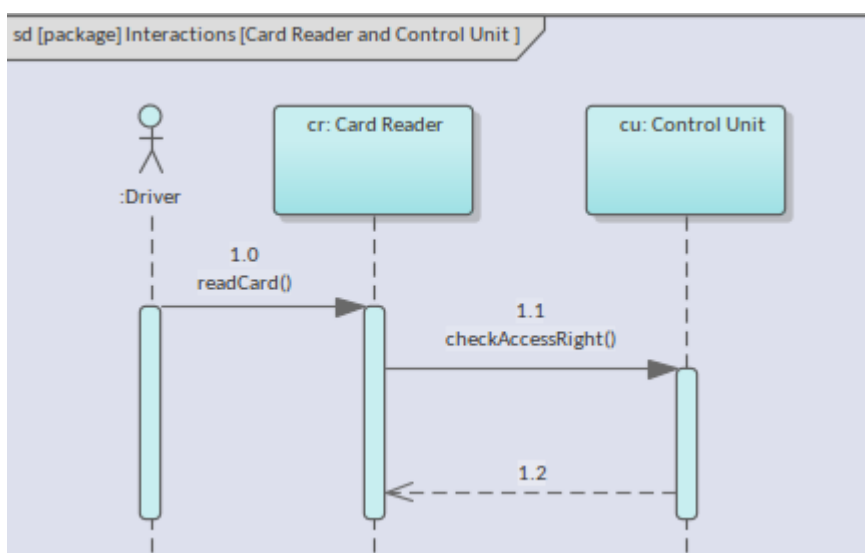 sd [package] Interactions [Card Reader and Control Unit ]
cr: Card Reader
cu: Control Unit
:Driver
1.0
readCard()
1.1
checkAccessRight()
1.2